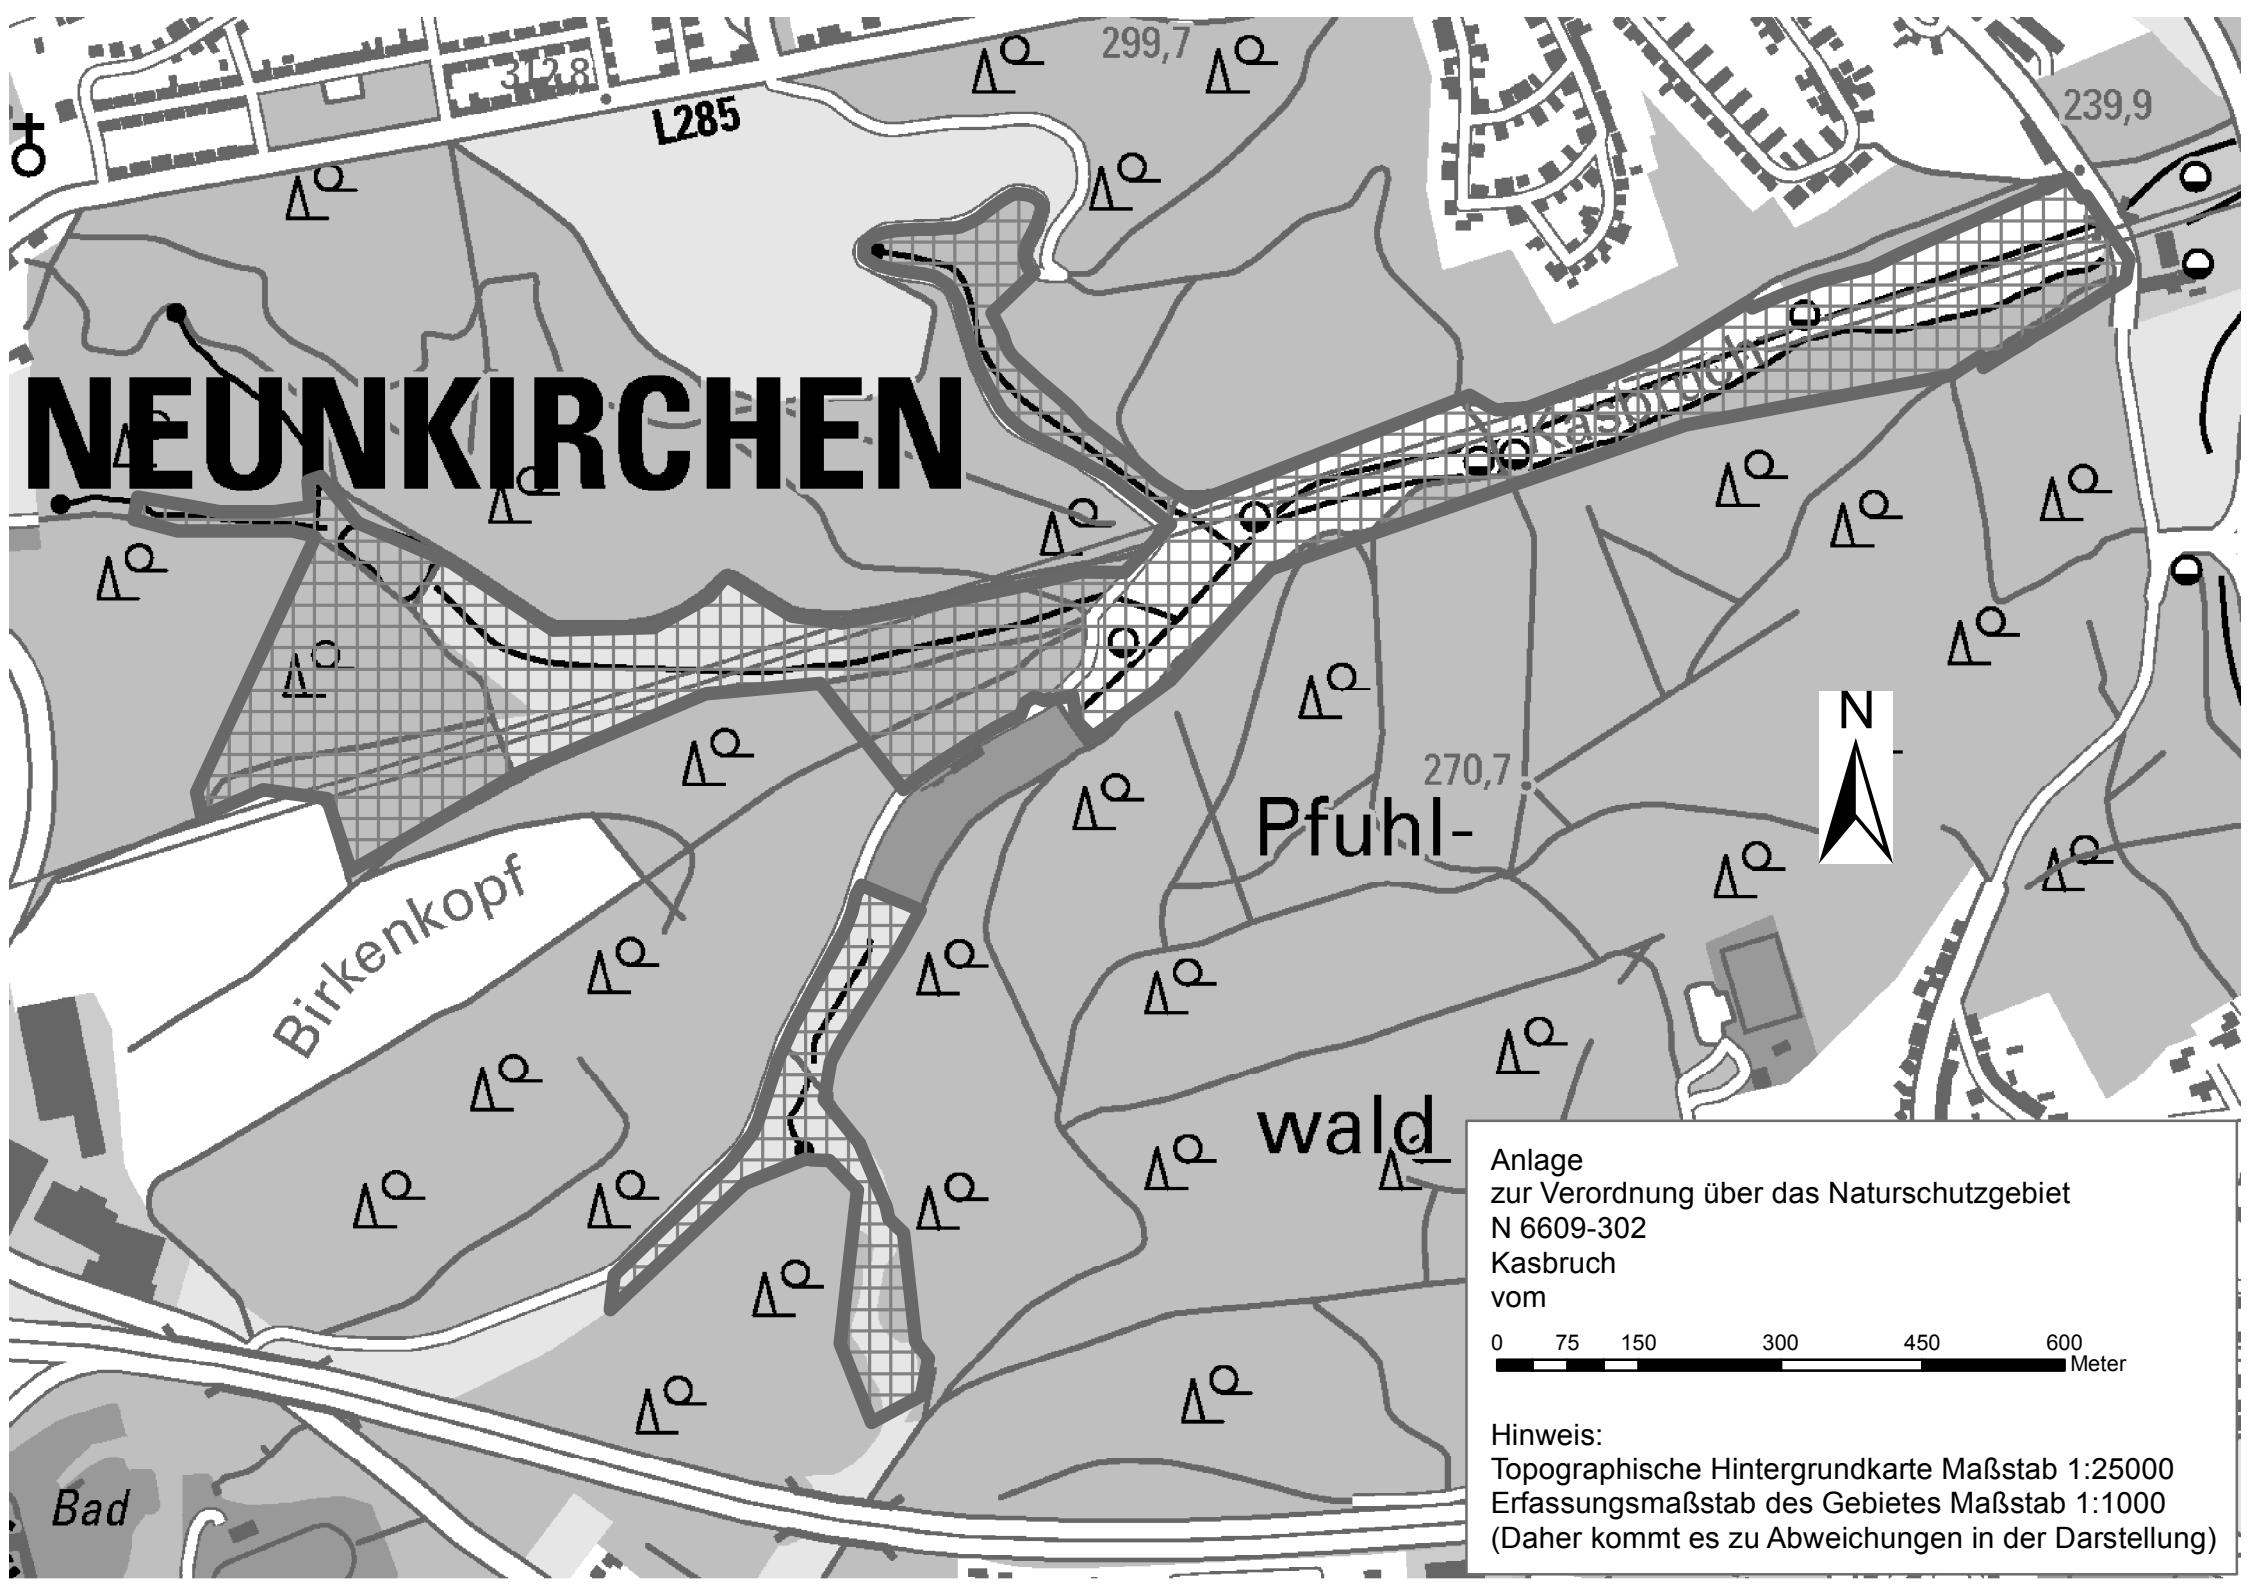 299,7
312,8
L285
239,9
NEUNKIRCHEN
Kasbruch
N
270,7
Pfuhl-
Birkenkopf
wald
Anlage
zur Verordnung über das Naturschutzgebiet
N 6609-302
Kasbruch
vom
0 75 150 300 450 600
Meter
Hinweis:
Topographische Hintergrundkarte Maßstab 1:25000
Erfassungsmaßstab des Gebietes Maßstab 1:1000
(Daher kommt es zu Abweichungen in der Darstellung)
Bad